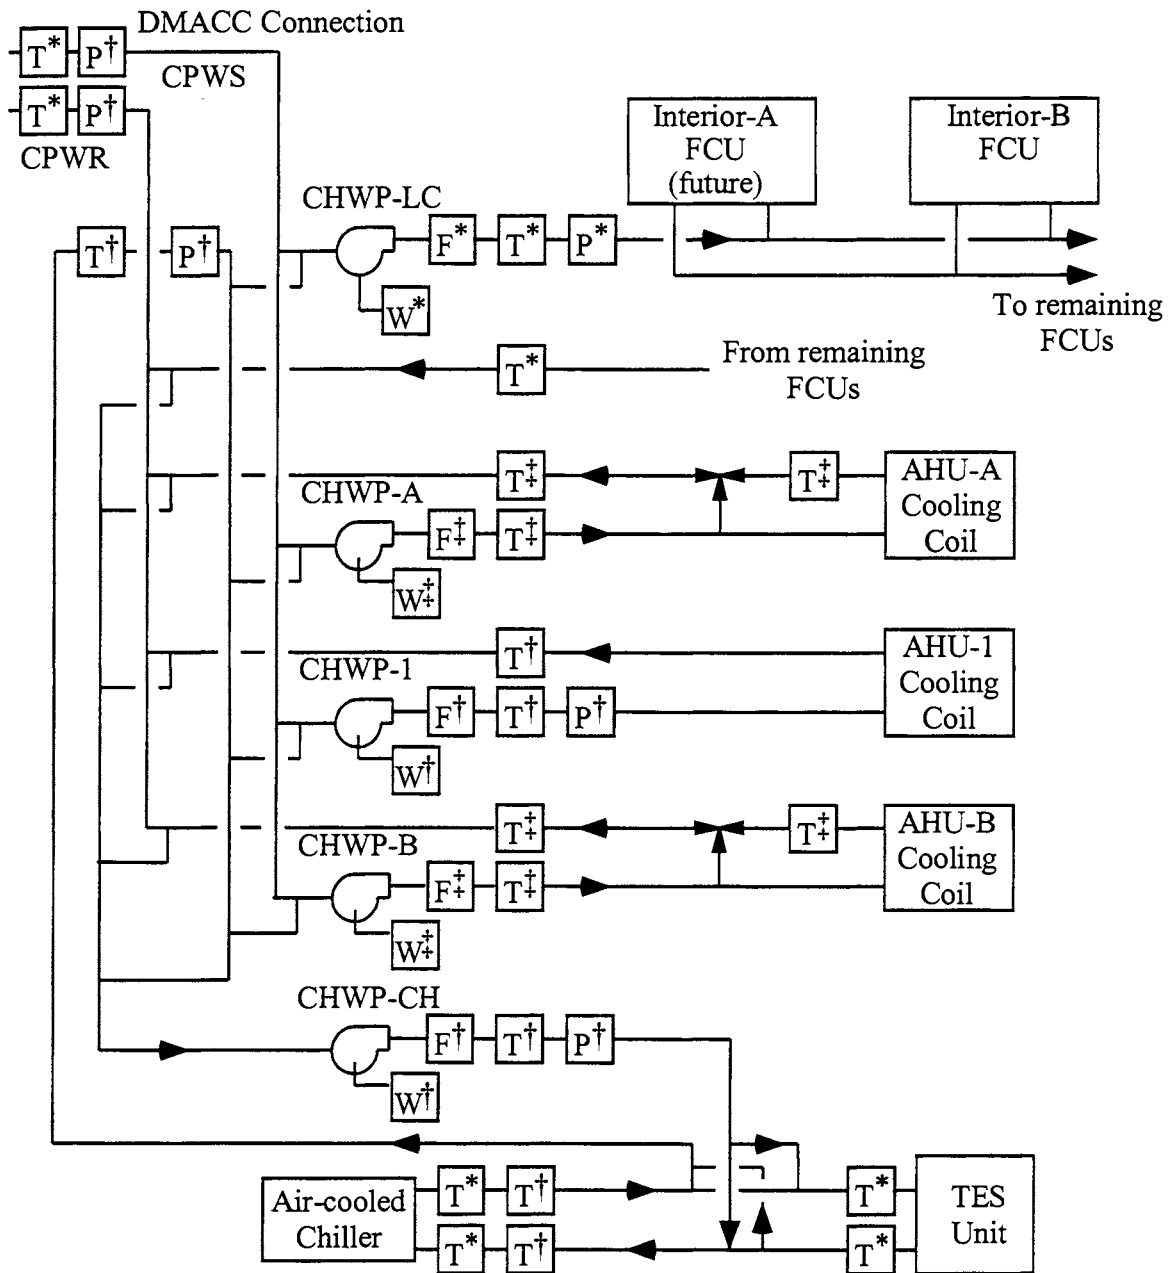 DMACC Connection
T* P†
CPWS
T* P†
CPWR
Interior-A
FCU
(future)
Interior-B
FCU
CHWP-LC
T† P†
F* T* P*
W*
To remaining
FCUs
T*
From remaining
FCUs
T‡ T‡
AHU-A
Cooling
Coil
CHWP-A
F‡ T‡
W‡
T†
AHU-1
Cooling
Coil
CHWP-1
F† T† P†
W†
T‡ T‡
AHU-B
Cooling
Coil
CHWP-B
F‡ T‡
W‡
CHWP-CH
F† T† P†
W†
Air-cooled
Chiller
T* T† T*
T* T† T*
TES
Unit